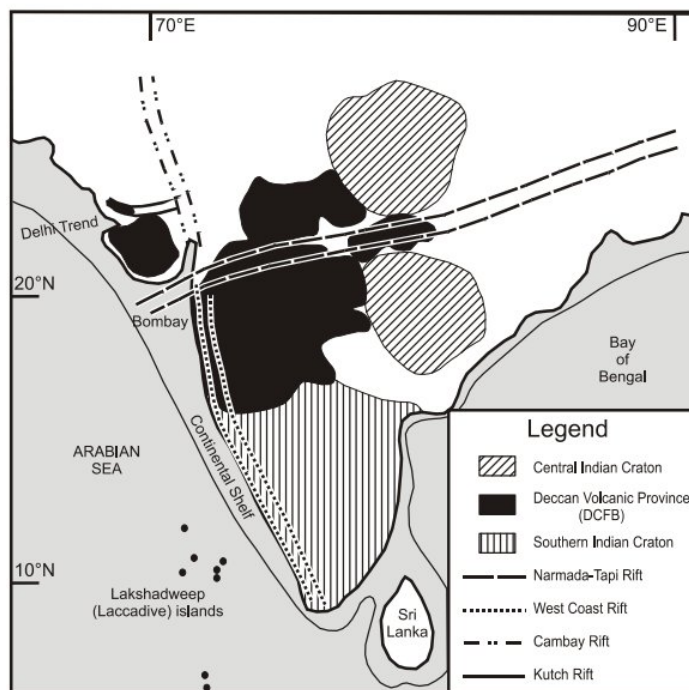 70°E
90°E
Delhi Trend
20°N
Bombay
Bay
of
Bengal
ARABIAN
SEA
Continental Shelf
10°N
Lakshadweep
(Laccadive) islands
Sri
Lanka
Legend
Central Indian Craton
Deccan Volcanic Province
(DCFB)
Southern Indian Craton
Narmada-Tapi Rift
West Coast Rift
Cambay Rift
Kutch Rift